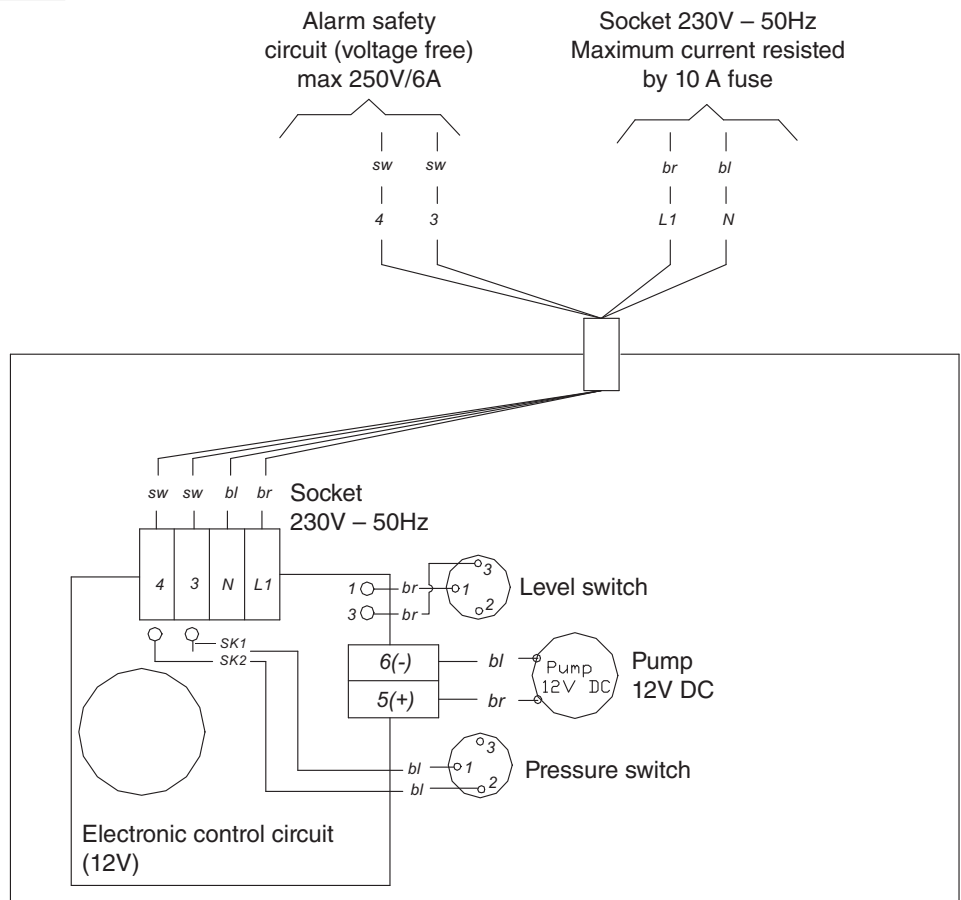 Alarm safety
circuit (voltage free)
max 250V/6A
Socket 230V – 50Hz
Maximum current resisted
by 10 A fuse
sw
sw
br
bl
4
3
L1
N
sw
sw
bl
br
Socket
230V – 50Hz
4
3
N
L1
1
br
1
3
2
Level switch
3
br
SK1
SK2
6(-)
bl
5(+)
br
Pump
12V DC
Pump
12V DC
bl
1
3
2
Pressure switch
bl
Electronic control circuit
(12V)